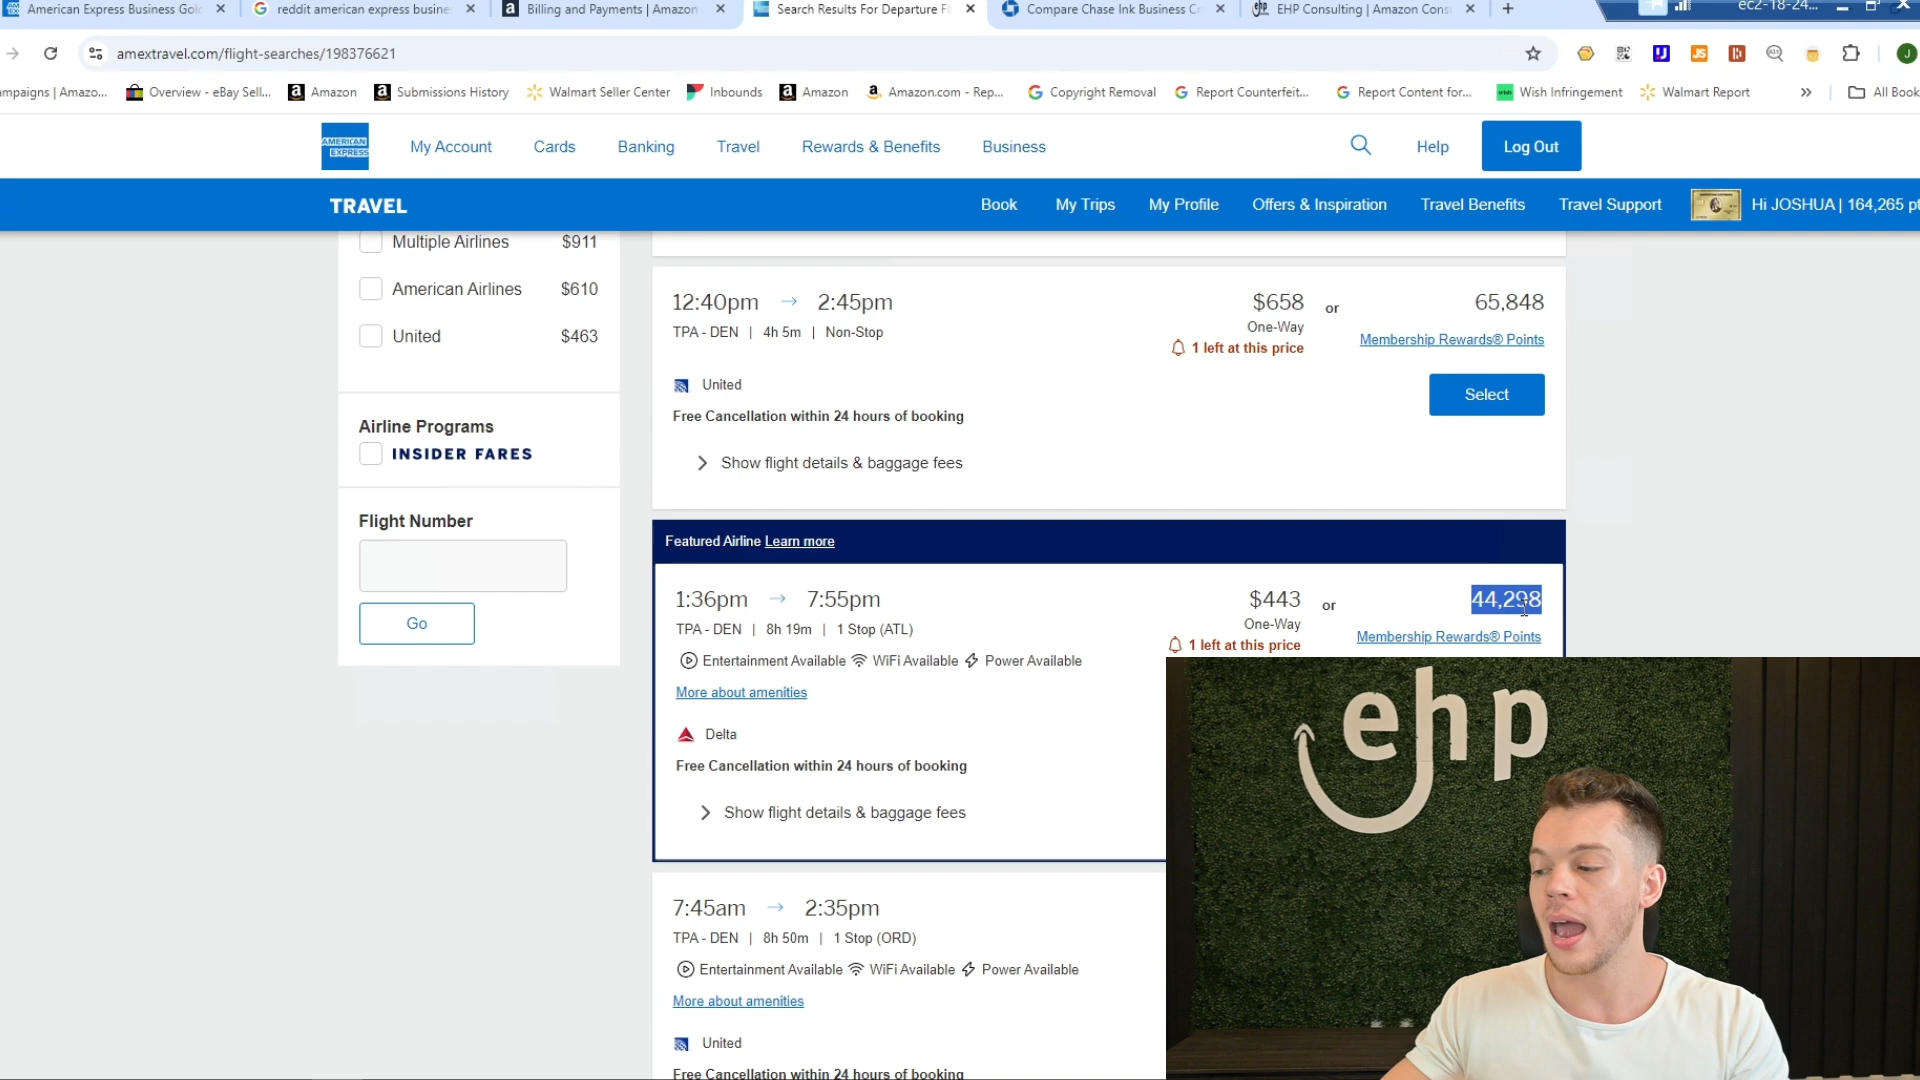 American Express Business Gold
reddit american express busine
Billing and Payments | Amazon
Search Results For Departure F
Compare Chase Ink Business C
EHP Consulting | Amazon Cons
ec2-18-24...
amextravel.com/flight-searches/198376621
J
mpaigns | Amazo...
Overview - eBay Sell...
Amazon
Submissions History
Walmart Seller Center
Inbounds
Amazon
Amazon.com - Rep...
Copyright Removal
Report Counterfeit...
Report Content for...
Wish Infringement
Walmart Report
All Book
AMERICAN EXPRESS
My Account
Cards
Banking
Travel
Rewards & Benefits
Business
Help
Log Out
TRAVEL
Book
My Trips
My Profile
Offers & Inspiration
Travel Benefits
Travel Support
Hi JOSHUA | 164,265 pt
Multiple Airlines $911
American Airlines $610
United $463
Airline Programs
INSIDER FARES
Flight Number
Go
12:40pm → 2:45pm
TPA - DEN | 4h 5m | Non-Stop
$658 or 65,848
One-Way
Membership Rewards® Points
1 left at this price
United
Select
Free Cancellation within 24 hours of booking
Show flight details & baggage fees
Featured Airline Learn more
1:36pm → 7:55pm
TPA - DEN | 8h 19m | 1 Stop (ATL)
$443 or 44,298
One-Way
Membership Rewards® Points
1 left at this price
Entertainment Available WiFi Available Power Available
More about amenities
Delta
Free Cancellation within 24 hours of booking
Show flight details & baggage fees
7:45am → 2:35pm
TPA - DEN | 8h 50m | 1 Stop (ORD)
Entertainment Available WiFi Available Power Available
More about amenities
United
Free Cancellation within 24 hours of booking
ehp